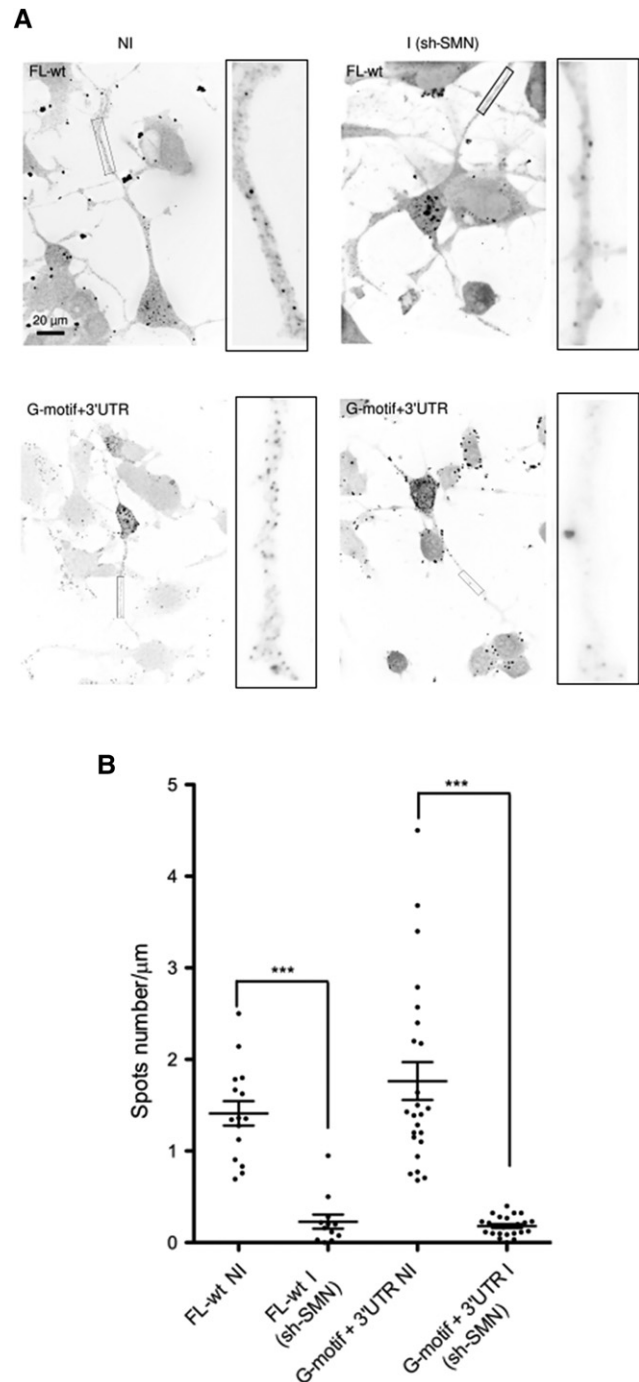 A
NI
I (sh-SMN)
FL-wt
FL-wt
20 µm
G-motif+3'UTR
G-motif+3'UTR
B
5
4
3
2
1
0
Spots number/µm
***
***
FL-wt NI
FL-wt I
(sh-SMN)
G-motif + 3'UTR NI
G-motif + 3'UTR I
(sh-SMN)